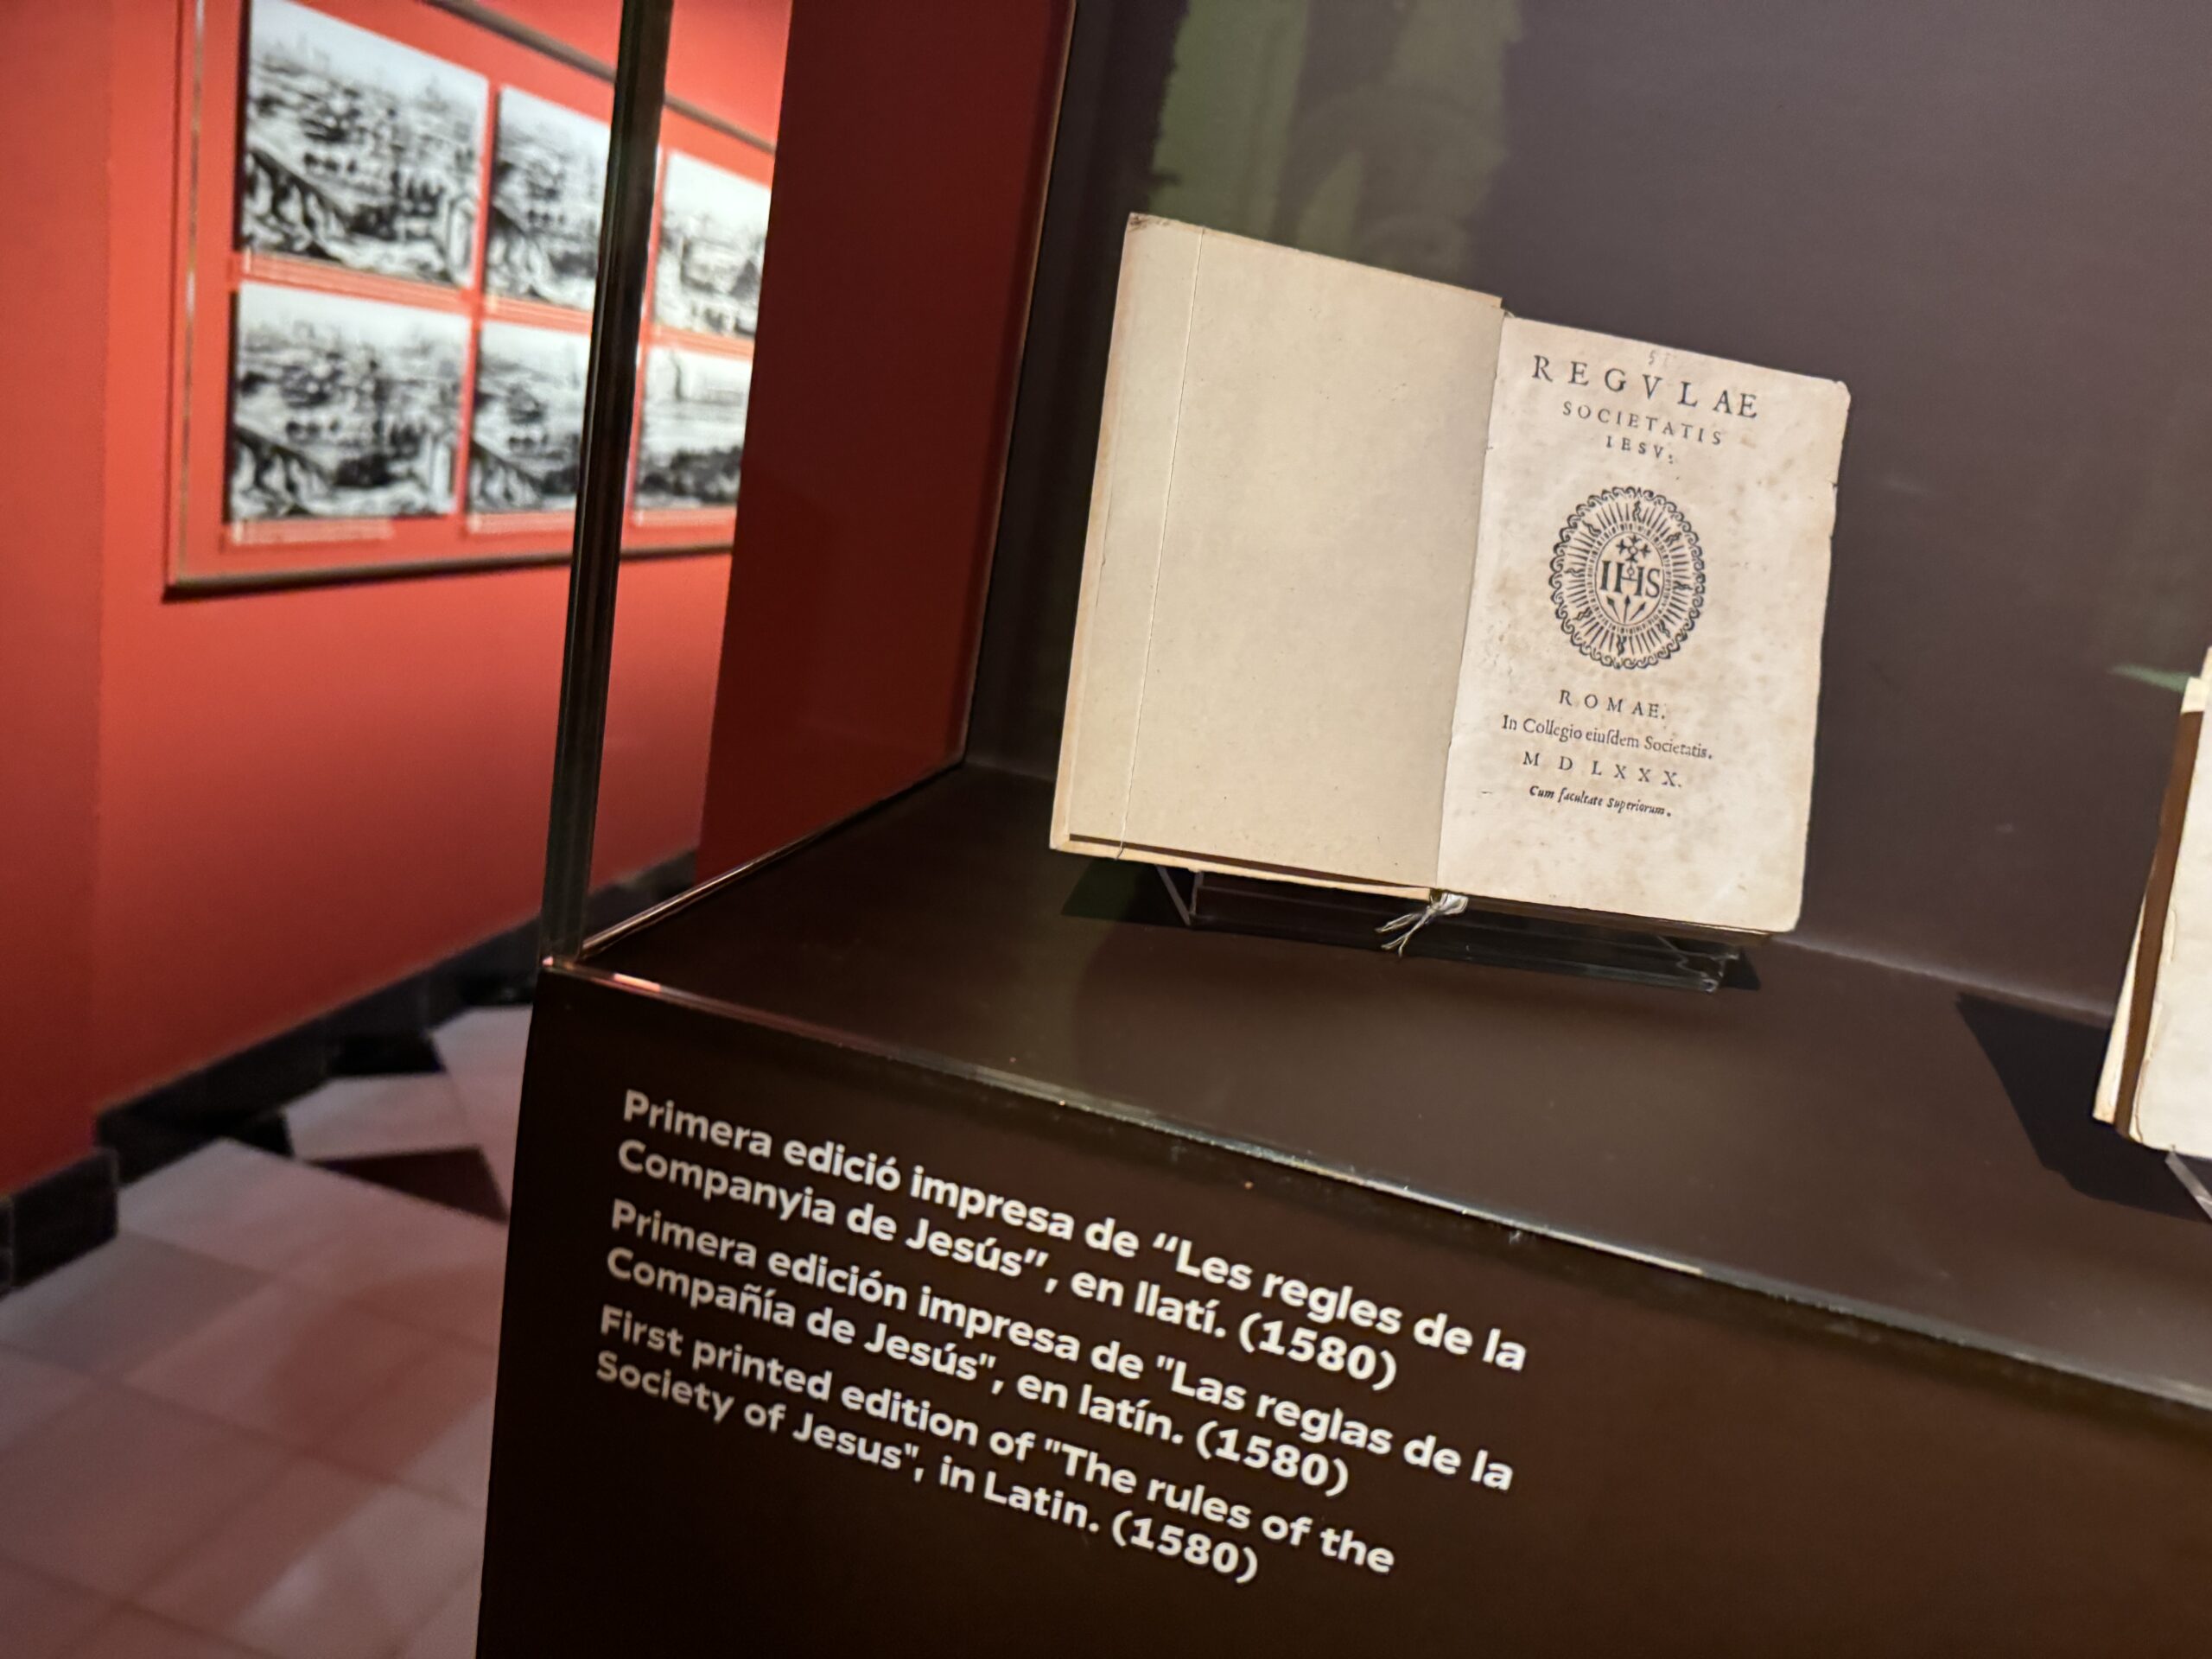 REGVLAE
SOCIETATIS
IESV:
IHS
ROMAE.
In Collegio eiuſdem Societatis.
MDLXXX.
Cum facultate Superiorum.
Primera edició impresa de “Les regles de la
Companyia de Jesús”, en llatí. (1580)
Primera edición impresa de "Las reglas de la
Compañía de Jesús", en latín. (1580)
First printed edition of "The rules of the
Society of Jesus", in Latin. (1580)